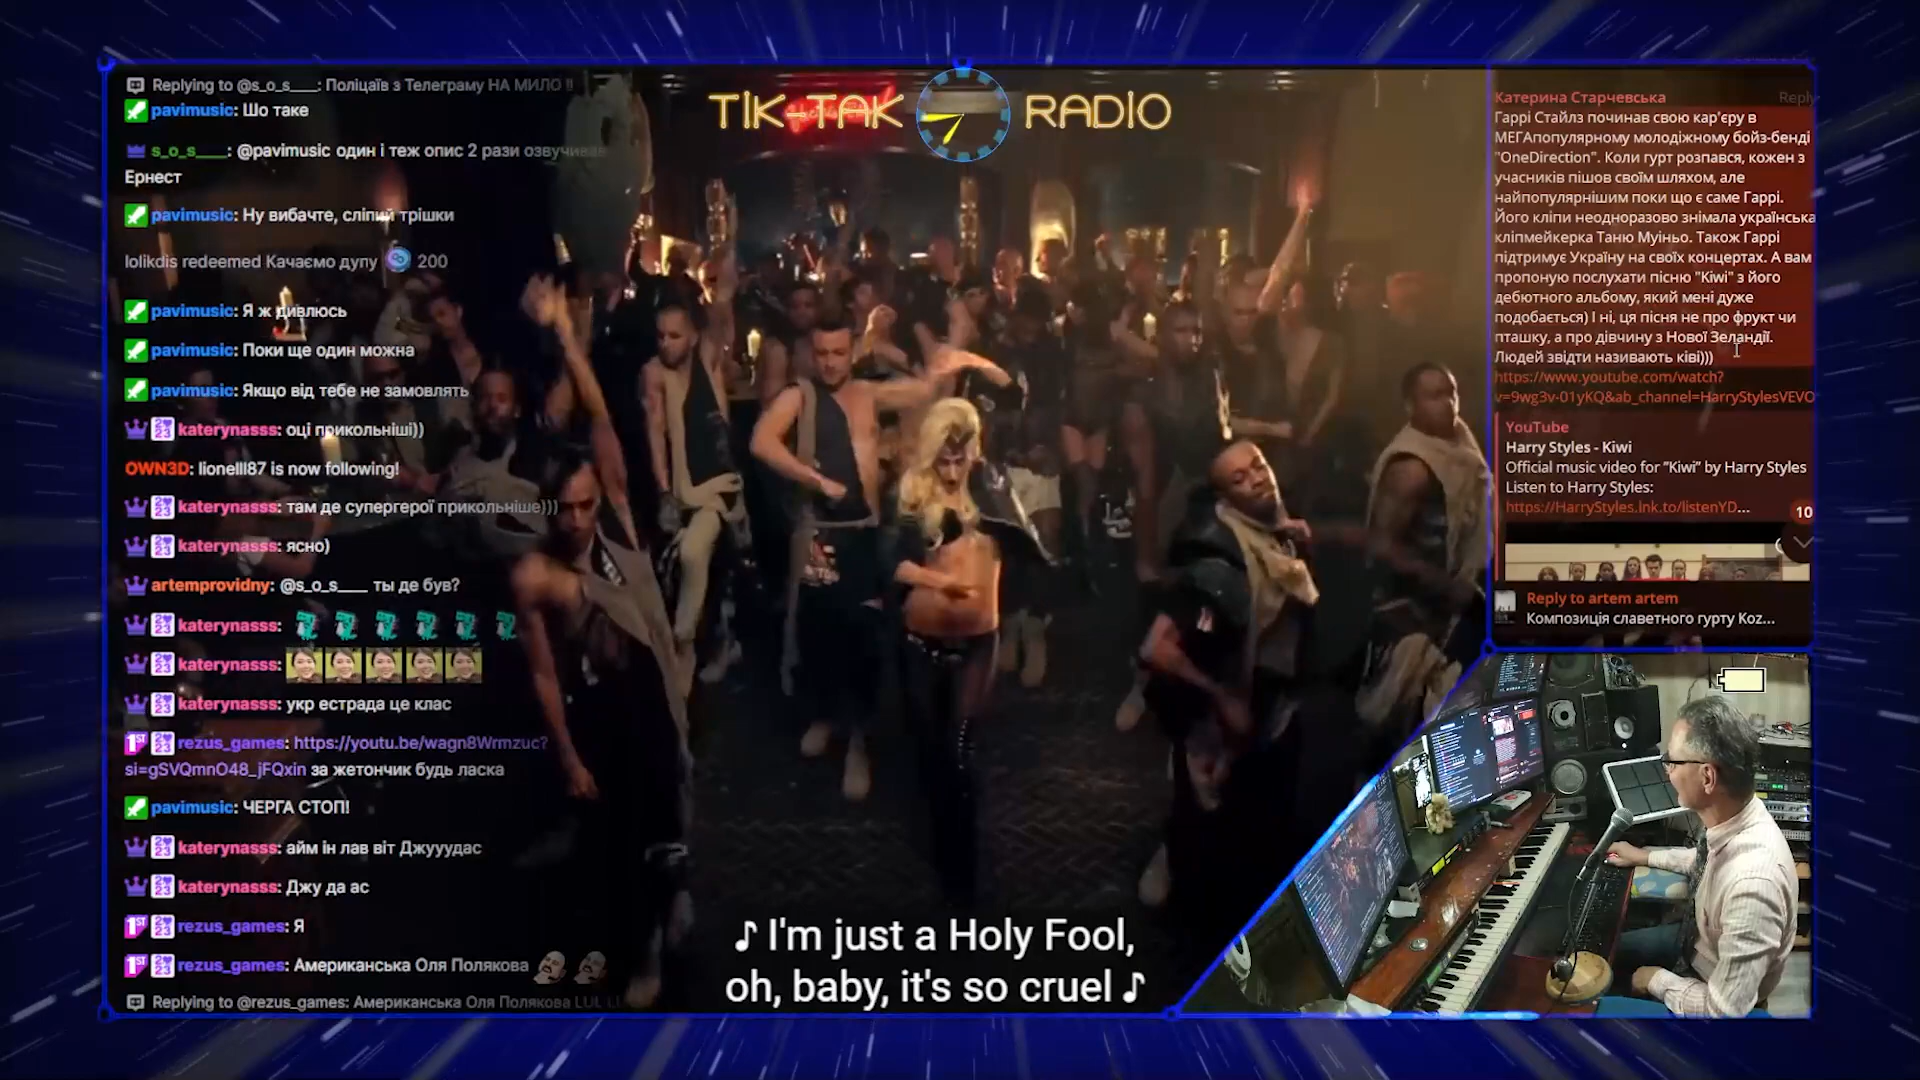 Replying to @s_o_s____: Поліцаїв з Телеграму НА МИЛО !!
pavimusic: Шо таке
s_o_s____: @pavimusic один і теж опис 2 рази озвучував
Ернест
pavimusic: Ну вибачте, сліпий трішки
lolikdis redeemed Качаємо дупу 200
pavimusic: Я ж дивлюсь
pavimusic: Поки ще один можна
pavimusic: Якщо від тебе не замовлять
katerynasss: оці прикольніші))
OWN3D: lionelll87 is now following!
katerynasss: там де супергерої прикольніше)))
katerynasss: ясно)
artemprovidny: @s_o_s____ ты де був?
katerynasss:
katerynasss:
katerynasss: укр естрада це клас
rezus_games: https://youtu.be/wagn8Wrmzuc?
si=gSVQmnO48_jFQxin за жетончик будь ласка
pavimusic: ЧЕРГА СТОП!
katerynasss: айм ін лав віт Джууудас
katerynasss: Джу да ас
rezus_games: Я
rezus_games: Американська Оля Полякова
Replying to @rezus_games: Американська Оля Полякова LUL
TIK-TAK RADIO
♪ I'm just a Holy Fool,
oh, baby, it's so cruel ♪
Катерина Старчевська Reply
Гаррі Стайлз починав свою кар'єру в
МЕГАпопулярному молодіжному бойз-бенді
"OneDirection". Коли гурт розпався, кожен з
учасників пішов своїм шляхом, але
найпопулярнішим поки що є саме Гаррі.
Його кліпи неодноразово знімала українська
кліпмейкерка Таню Муіньо. Також Гаррі
підтримує Україну на своїх концертах. А вам
пропоную послухати пісню "Kiwi" з його
дебютного альбому, який мені дуже
подобається) І ні, ця пісня не про фрукт чи
пташку, а про дівчину з Нової Зеландії.
Людей звідти називають ківі)))
https://www.youtube.com/watch?
v=9wg3v-01yKQ&ab_channel=HarryStylesVEVO
YouTube
Harry Styles - Kiwi
Official music video for "Kiwi" by Harry Styles
Listen to Harry Styles:
https://HarryStyles.lnk.to/listenYD...
10
Reply to artem artem
Композиція славетного гурту Koz...